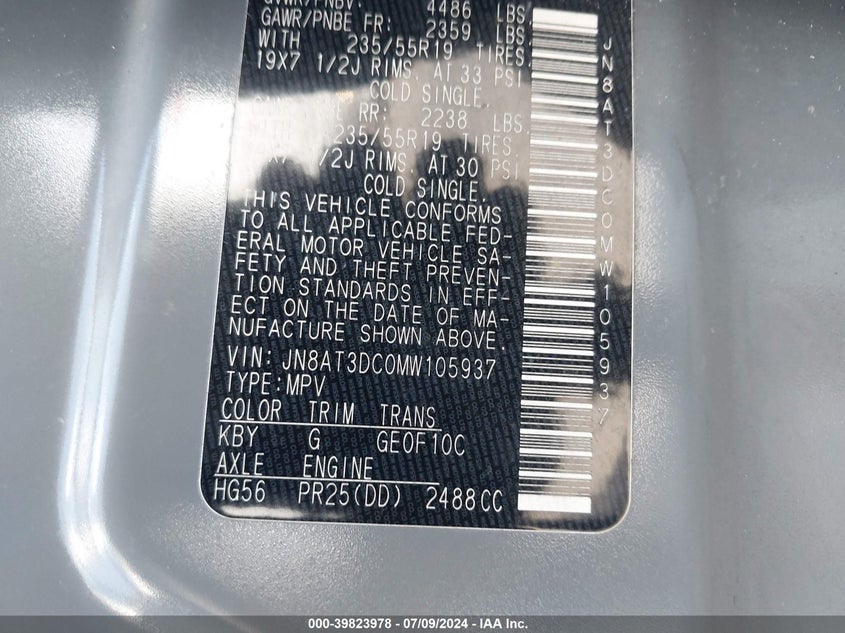 4486 LBS.
GAWR/PNBE FR: 2359 LBS
WITH 235/55R19 TIRES,
19X7 1/2J RIMS, AT 33 PSI
COLD SINGLE.
RR: 2238 LBS.
235/55R19 TIRES,
1/2J RIMS, AT 30 PSI
COLD SINGLE.
THIS VEHICLE CONFORMS
TO ALL APPLICABLE FED-
ERAL MOTOR VEHICLE SA-
FETY AND THEFT PREVEN-
TION STANDARDS IN EFF-
ECT ON THE DATE OF MA-
NUFACTURE SHOWN ABOVE.
VIN: JN8AT3DC0MW105937
TYPE:MPV
COLOR TRIM TRANS
KBY G GE0F10C
AXLE ENGINE
HG56 PR25(DD) 2488CC
JN8AT3DC0MW105937
000-39823978 - 07/09/2024 - IAA Inc.